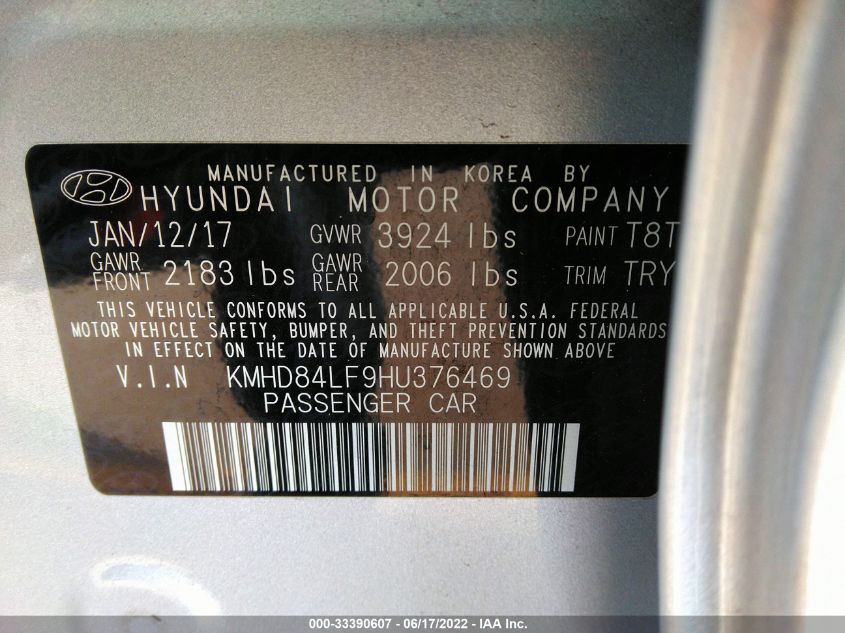 MANUFACTURED IN KOREA BY
HYUNDAI MOTOR COMPANY
JAN/12/17 GVWR 3924 lbs PAINT T8T
GAWR FRONT 2183 lbs GAWR REAR 2006 lbs TRIM TRY
THIS VEHICLE CONFORMS TO ALL APPLICABLE U.S.A. FEDERAL
MOTOR VEHICLE SAFETY, BUMPER, AND THEFT PREVENTION STANDARDS
IN EFFECT ON THE DATE OF MANUFACTURE SHOWN ABOVE
V.I.N KMHD84LF9HU376469
PASSENGER CAR
000-33390607 - 06/17/2022 - IAA Inc.